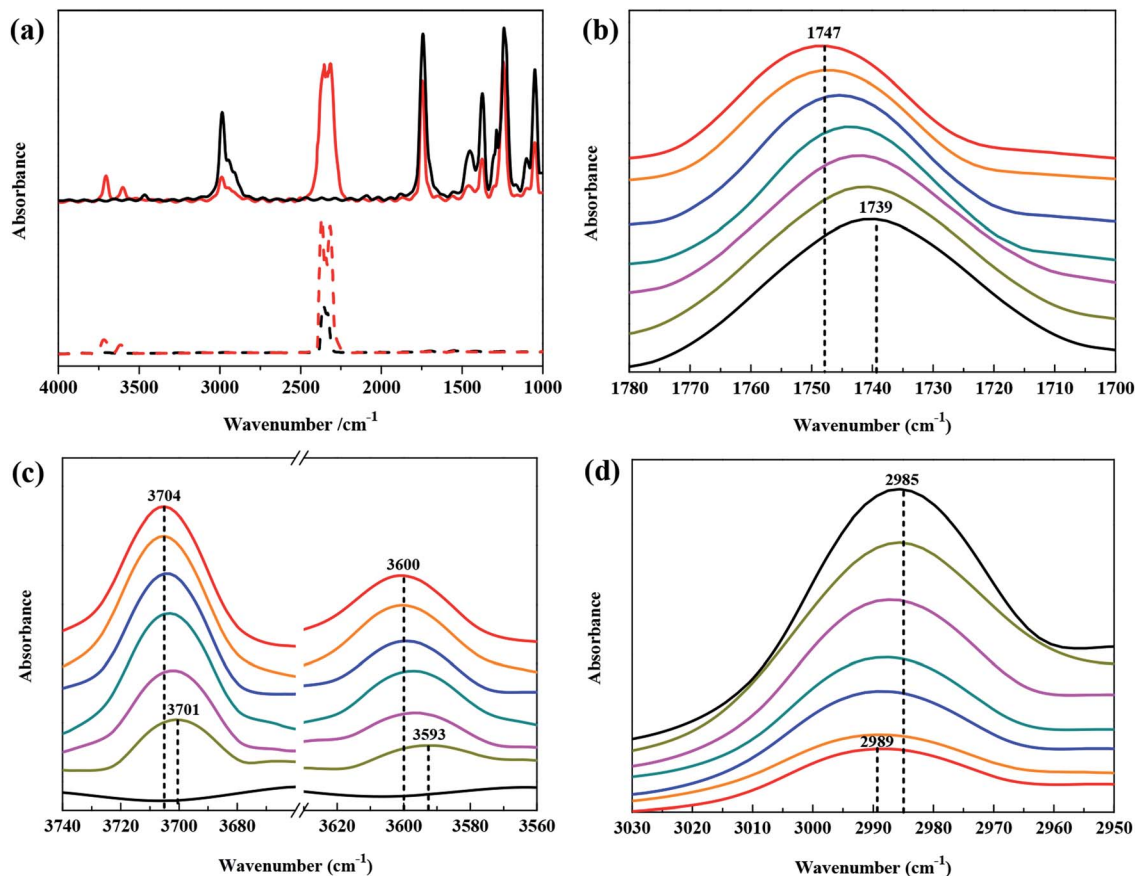 (a)
Absorbance
4000 3500 3000 2500 2000 1500 1000
Wavenumber /cm-1
(b)
1747
1739
Absorbance
1780 1770 1760 1750 1740 1730 1720 1710 1700
Wavenumber (cm-1)
(c)
3704
3600
3701
3593
Absorbance
3740 3720 3700 3680 3620 3600 3580 3560
Wavenumber (cm-1)
(d)
2985
2989
Absorbance
3030 3020 3010 3000 2990 2980 2970 2960 2950
Wavenumber (cm-1)